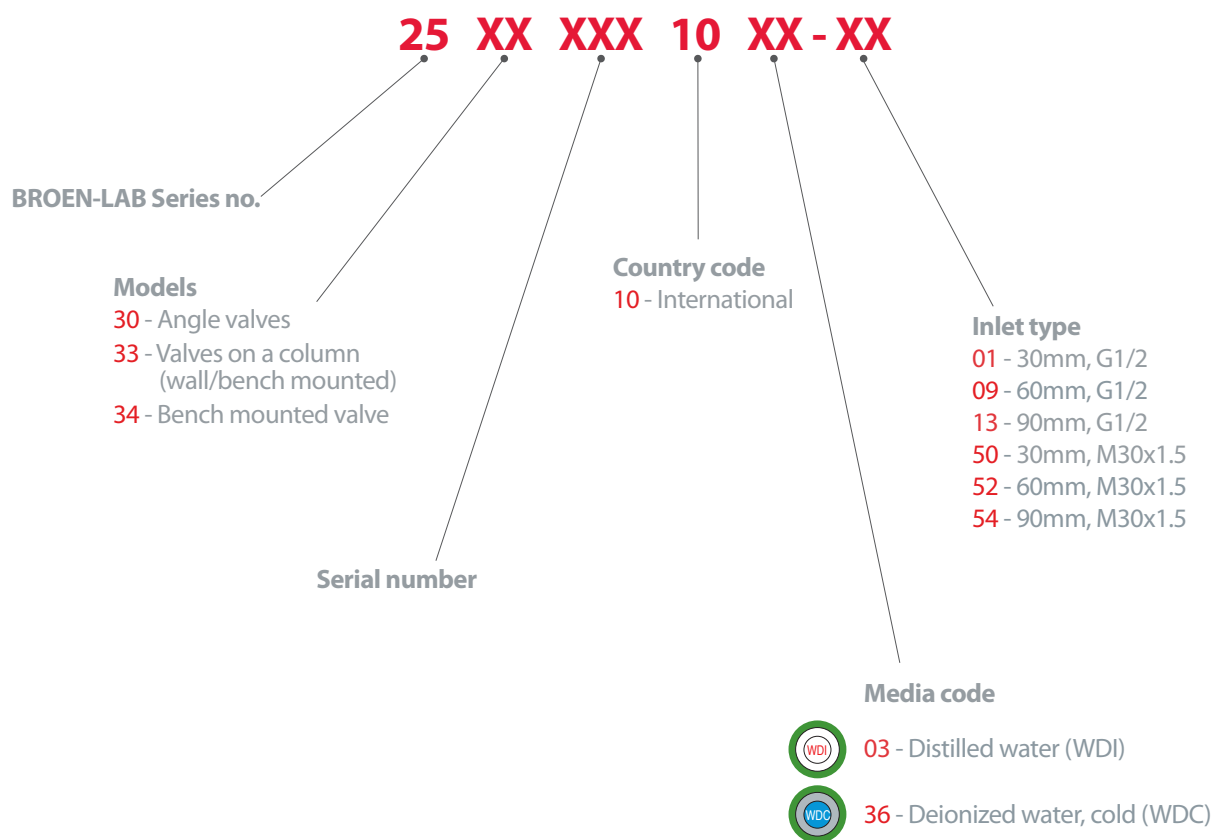 25 XX XXX 10 XX - XX
BROEN-LAB Series no.
Models
30 - Angle valves
33 - Valves on a column
(wall/bench mounted)
34 - Bench mounted valve
Serial number
Country code
10 - International
Inlet type
01 - 30mm, G1/2
09 - 60mm, G1/2
13 - 90mm, G1/2
50 - 30mm, M30x1.5
52 - 60mm, M30x1.5
54 - 90mm, M30x1.5
Media code
WDI 03 - Distilled water (WDI)
WDC 36 - Deionized water, cold (WDC)